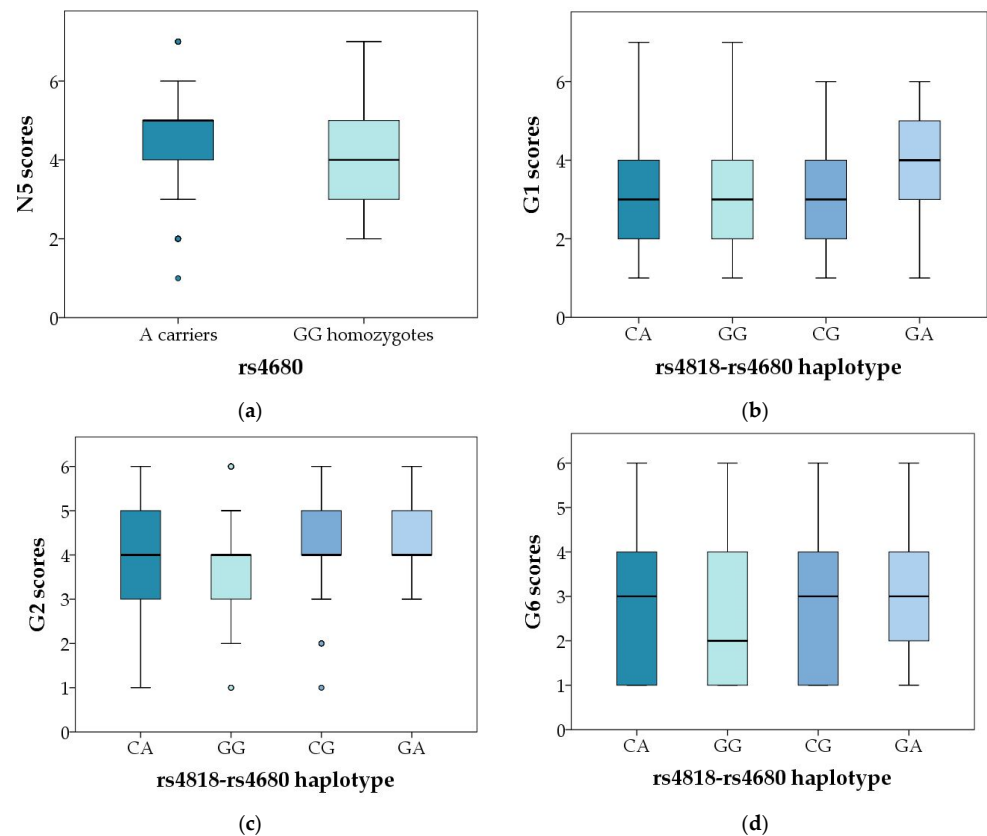 N5 scores
6
4
2
0
A carriers
GG homozygotes
rs4680
(a)
G1 scores
6
4
2
0
CA
GG
CG
GA
rs4818-rs4680 haplotype
(b)
G2 scores
6
5
4
3
2
1
0
CA
GG
CG
GA
rs4818-rs4680 haplotype
(c)
G6 scores
6
5
4
3
2
1
0
CA
GG
CG
GA
rs4818-rs4680 haplotype
(d)